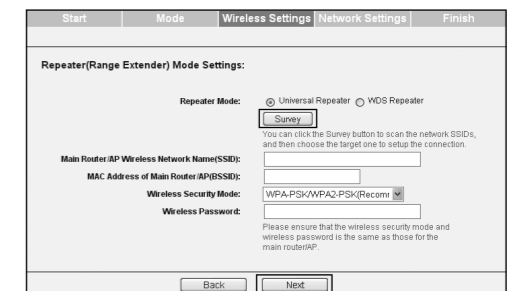 Start Mode Wireless Settings Network Settings Finish
Repeater(Range Extender) Mode Settings:
Repeater Mode: Universal Repeater WDS Repeater
Survey
You can click the Survey button to scan the network SSIDs,
and then choose the target one to setup the connection.
Main Router/AP Wireless Network Name(SSID):
MAC Address of Main Router/AP(BSSID):
Wireless Security Mode: WPA-PSK/WPA2-PSK(Recomr
Wireless Password:
Please ensure that the wireless security mode and
wireless password is the same as those for the
main router/AP.
Back Next